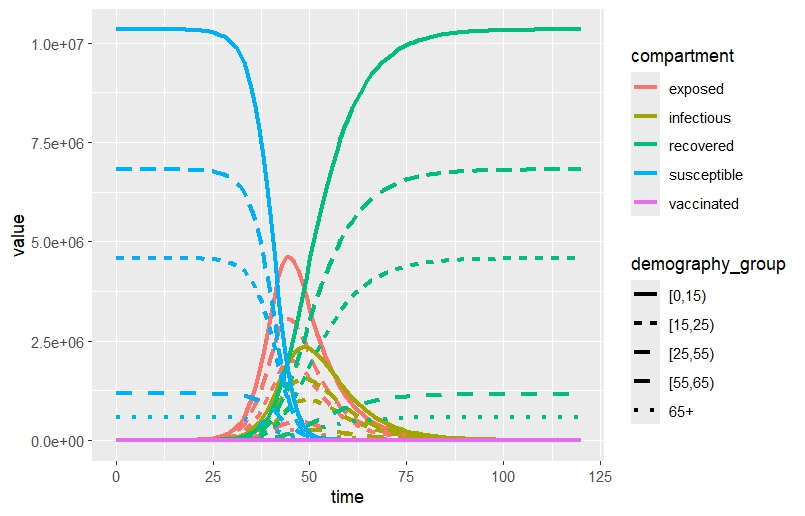 1.0e+07
7.5e+06
5.0e+06
2.5e+06
0.0e+00
value
0
25
50
75
100
125
time
compartment
exposed
infectious
recovered
susceptible
vaccinated
demography_group
[0,15)
[15,25)
[25,55)
[55,65)
65+